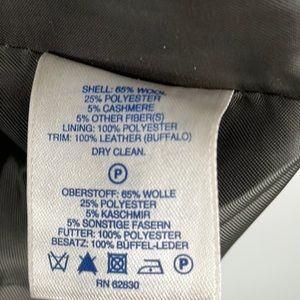 SHELL: 65% WOOL
25% POLYESTER
5% CASHMERE
5% OTHER FIBER(S)
LINING: 100% POLYESTER
TRIM: 100% LEATHER (BUFFALO)
DRY CLEAN.
P
OBERSTOFF: 65% WOLLE
25% POLYESTER
5% KASCHMIR
5% SONSTIGE FASERN
FUTTER: 100% POLYESTER
BESATZ: 100% BÜFFEL-LEDER
P
RN 62830